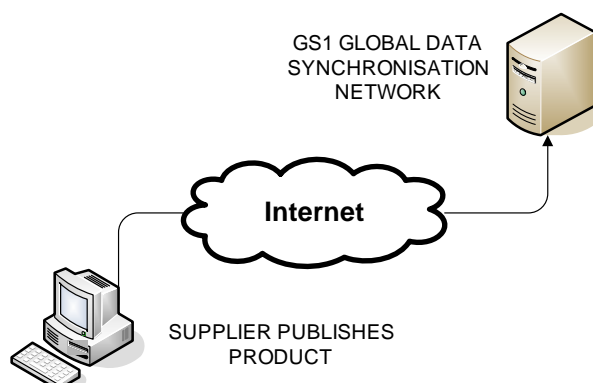 GS1 GLOBAL DATA
SYNCHRONISATION
NETWORK
Internet
SUPPLIER PUBLISHES
PRODUCT